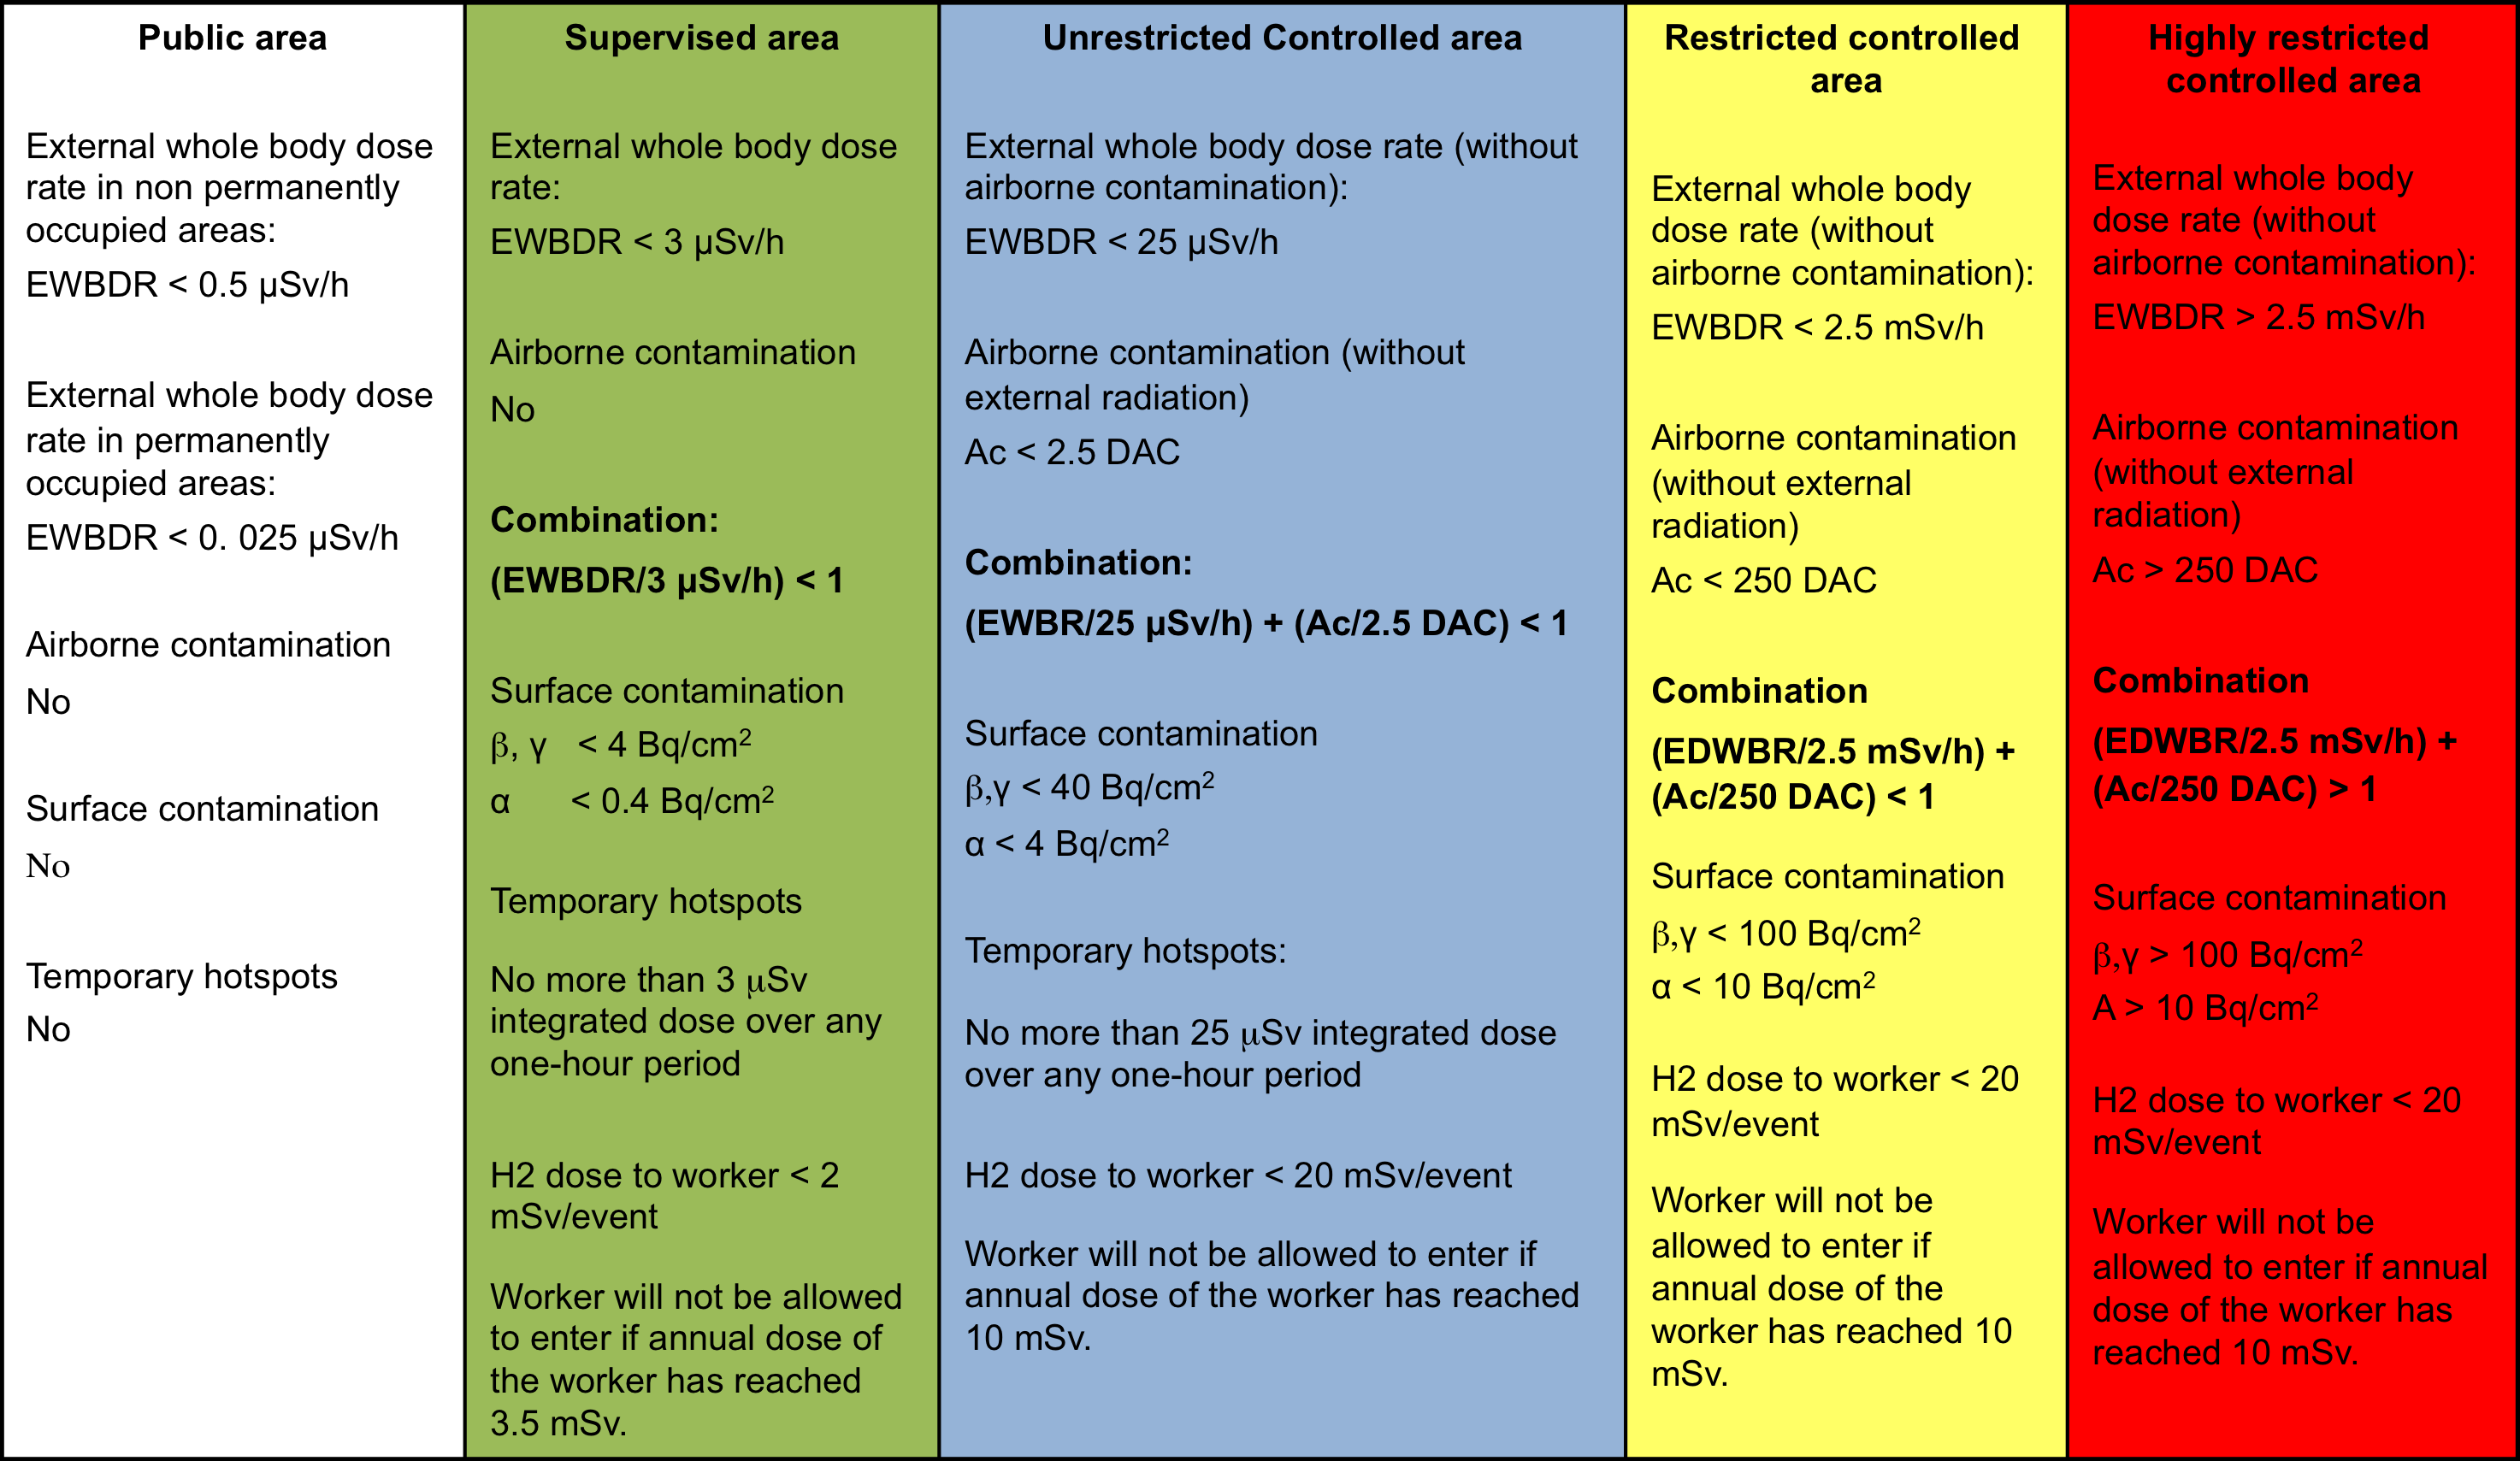 Public area
External whole body dose
rate in non permanently
occupied areas:
EWBDR < 0.5 µSv/h
External whole body dose
rate in permanently
occupied areas:
EWBDR < 0. 025 µSv/h
Airborne contamination
No
Surface contamination
No
Temporary hotspots
No
Supervised area
External whole body dose
rate:
EWBDR < 3 µSv/h
Airborne contamination
No
Combination:
(EWBDR/3 µSv/h) < 1
Surface contamination
β, γ < 4 Bq/cm²
α < 0.4 Bq/cm²
Temporary hotspots
No more than 3 µSv
integrated dose over any
one-hour period
H2 dose to worker < 2
mSv/event
Worker will not be allowed
to enter if annual dose of
the worker has reached
3.5 mSv.
Unrestricted Controlled area
External whole body dose rate (without
airborne contamination):
EWBDR < 25 µSv/h
Airborne contamination (without
external radiation)
Ac < 2.5 DAC
Combination:
(EWBR/25 µSv/h) + (Ac/2.5 DAC) < 1
Surface contamination
β,γ < 40 Bq/cm²
α < 4 Bq/cm²
Temporary hotspots:
No more than 25 µSv integrated dose
over any one-hour period
H2 dose to worker < 20 mSv/event
Worker will not be allowed to enter if
annual dose of the worker has reached
10 mSv.
Restricted controlled
area
External whole body
dose rate (without
airborne contamination):
EWBDR < 2.5 mSv/h
Airborne contamination
(without external
radiation)
Ac < 250 DAC
Combination
(EDWBR/2.5 mSv/h) +
(Ac/250 DAC) < 1
Surface contamination
β,γ < 100 Bq/cm²
α < 10 Bq/cm²
H2 dose to worker < 20
mSv/event
Worker will not be
allowed to enter if
annual dose of the
worker has reached 10
mSv.
Highly restricted
controlled area
External whole body
dose rate (without
airborne contamination):
EWBDR > 2.5 mSv/h
Airborne contamination
(without external
radiation)
Ac > 250 DAC
Combination
(EDWBR/2.5 mSv/h) +
(Ac/250 DAC) > 1
Surface contamination
β,γ > 100 Bq/cm²
A > 10 Bq/cm²
H2 dose to worker < 20
mSv/event
Worker will not be
allowed to enter if annual
dose of the worker has
reached 10 mSv.